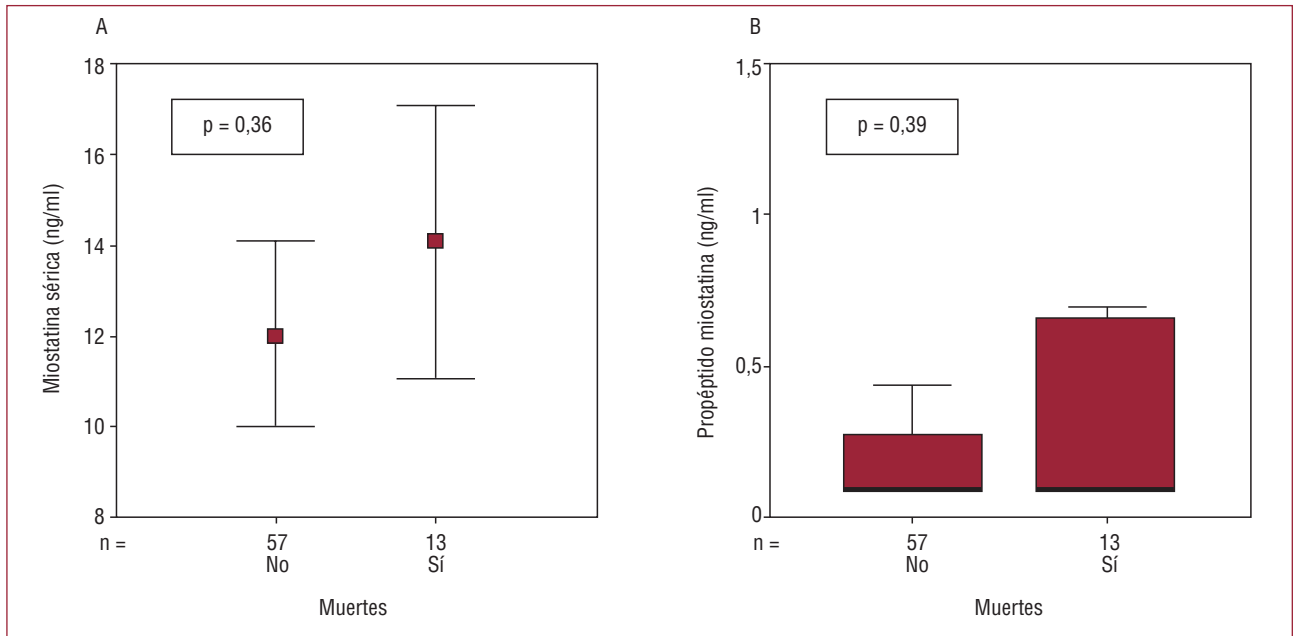 A
Miostatina sérica (ng/ml)
18
16
14
12
10
8
p = 0,36
n =
57
13
No
Sí
Muertes
B
Propéptido miostatina (ng/ml)
1,5
1
0,5
0
p = 0,39
n =
57
13
No
Sí
Muertes